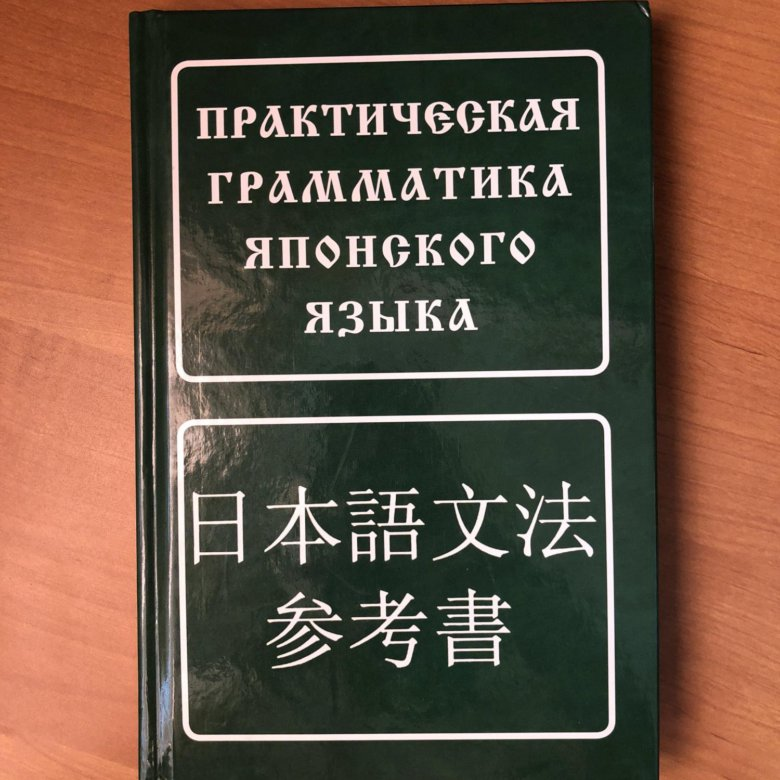 ПРАКТИЧЕСКАЯ
ГРАММАТИКА
ЯПОНСКОГО
ЯЗЫКА
日本語文法
参考書